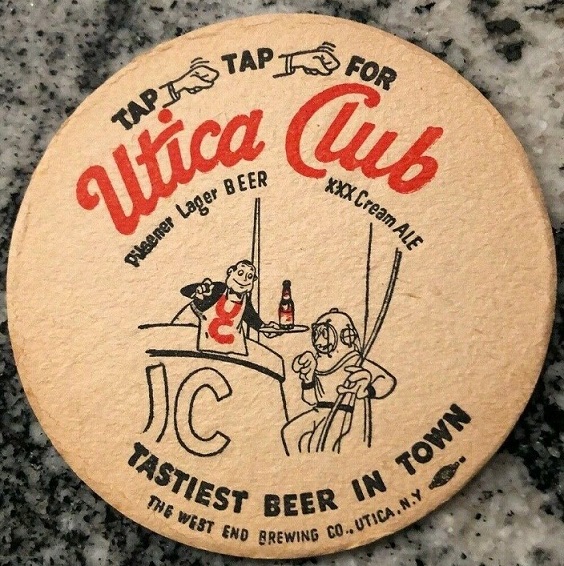 TAP TAP FOR
Utica Club
Pilsener Lager BEER
XXX Cream ALE
UC
IC
TASTIEST BEER IN TOWN
THE WEST END BREWING CO., UTICA, N.Y.